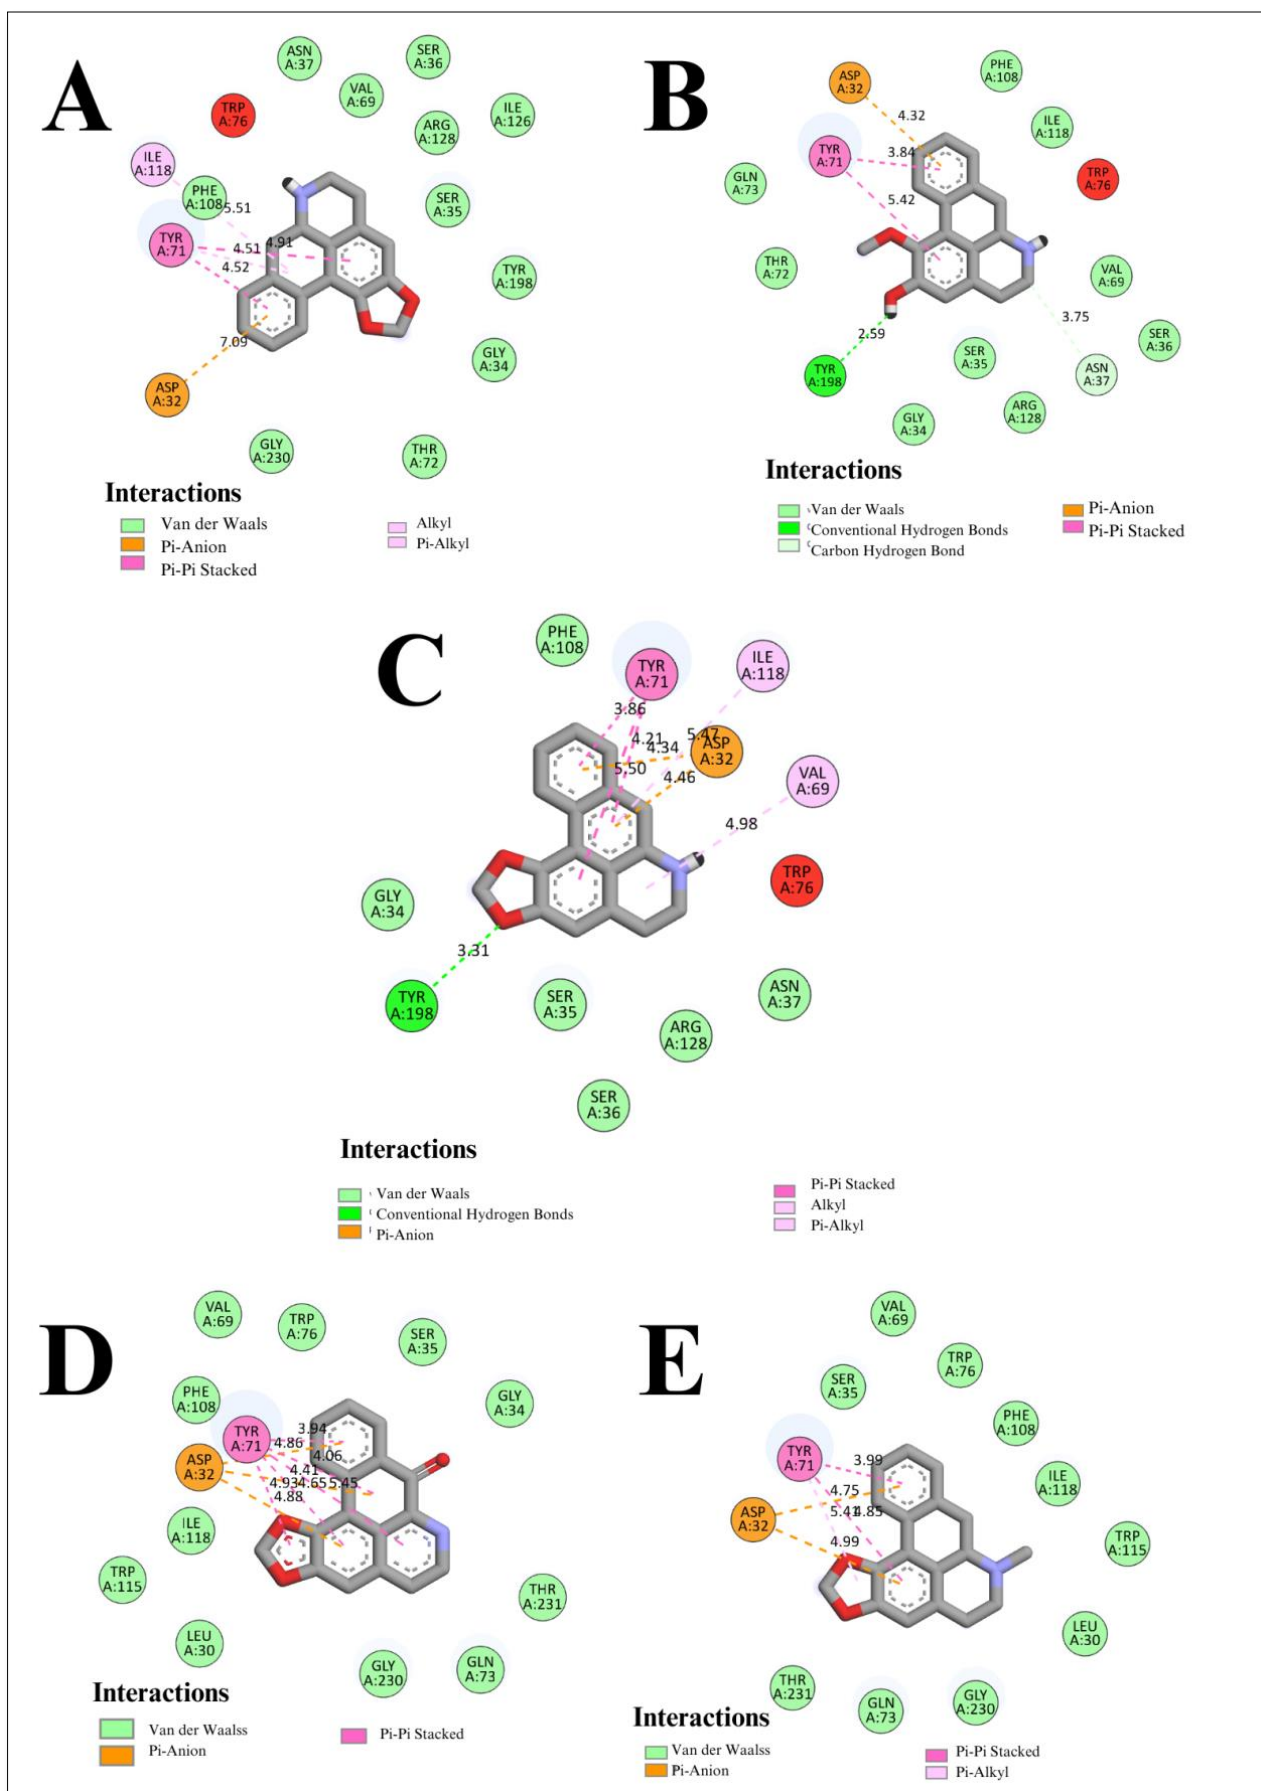 A
ASN
A:37
SER
A:36
VAL
A:69
TRP
A:76
ILE
A:126
ARG
A:128
ILE
A:118
PHE
A:108
SER
A:35
5.51
TYR
A:71
4.51
4.91
4.52
TYR
A:198
7.09
GLY
A:34
ASP
A:32
GLY
A:230
THR
A:72
Interactions
Van der Waals
Pi-Anion
Pi-Pi Stacked
Alkyl
Pi-Alkyl
B
ASP
A:32
PHE
A:108
4.32
ILE
A:118
TYR
A:71
3.84
GLN
A:73
TRP
A:76
5.42
THR
A:72
VAL
A:69
3.75
2.59
SER
A:36
SER
A:35
TYR
A:198
ASN
A:37
GLY
A:34
ARG
A:128
Interactions
Van der Waals
Conventional Hydrogen Bonds
Carbon Hydrogen Bond
Pi-Anion
Pi-Pi Stacked
C
PHE
A:108
TYR
A:71
ILE
A:118
3.86
4.21
5.47
4.34
ASP
A:32
5.50
4.46
VAL
A:69
4.98
TRP
A:76
GLY
A:34
3.31
TYR
A:198
SER
A:35
ASN
A:37
ARG
A:128
SER
A:36
Interactions
Van der Waals
Conventional Hydrogen Bonds
Pi-Anion
Pi-Pi Stacked
Alkyl
Pi-Alkyl
D
VAL
A:69
TRP
A:76
SER
A:35
PHE
A:108
GLY
A:34
TYR
A:71
3.94
4.86
4.06
ASP
A:32
4.41
4.93
4.65
5.45
4.88
ILE
A:118
TRP
A:115
THR
A:231
LEU
A:30
GLY
A:230
GLN
A:73
Interactions
Van der Waalss
Pi-Anion
Pi-Pi Stacked
E
VAL
A:69
TRP
A:76
SER
A:35
PHE
A:108
TYR
A:71
3.99
ILE
A:118
4.75
ASP
A:32
5.41
4.85
4.99
TRP
A:115
LEU
A:30
THR
A:231
GLN
A:73
GLY
A:230
Interactions
Van der Waalss
Pi-Anion
Pi-Pi Stacked
Pi-Alkyl